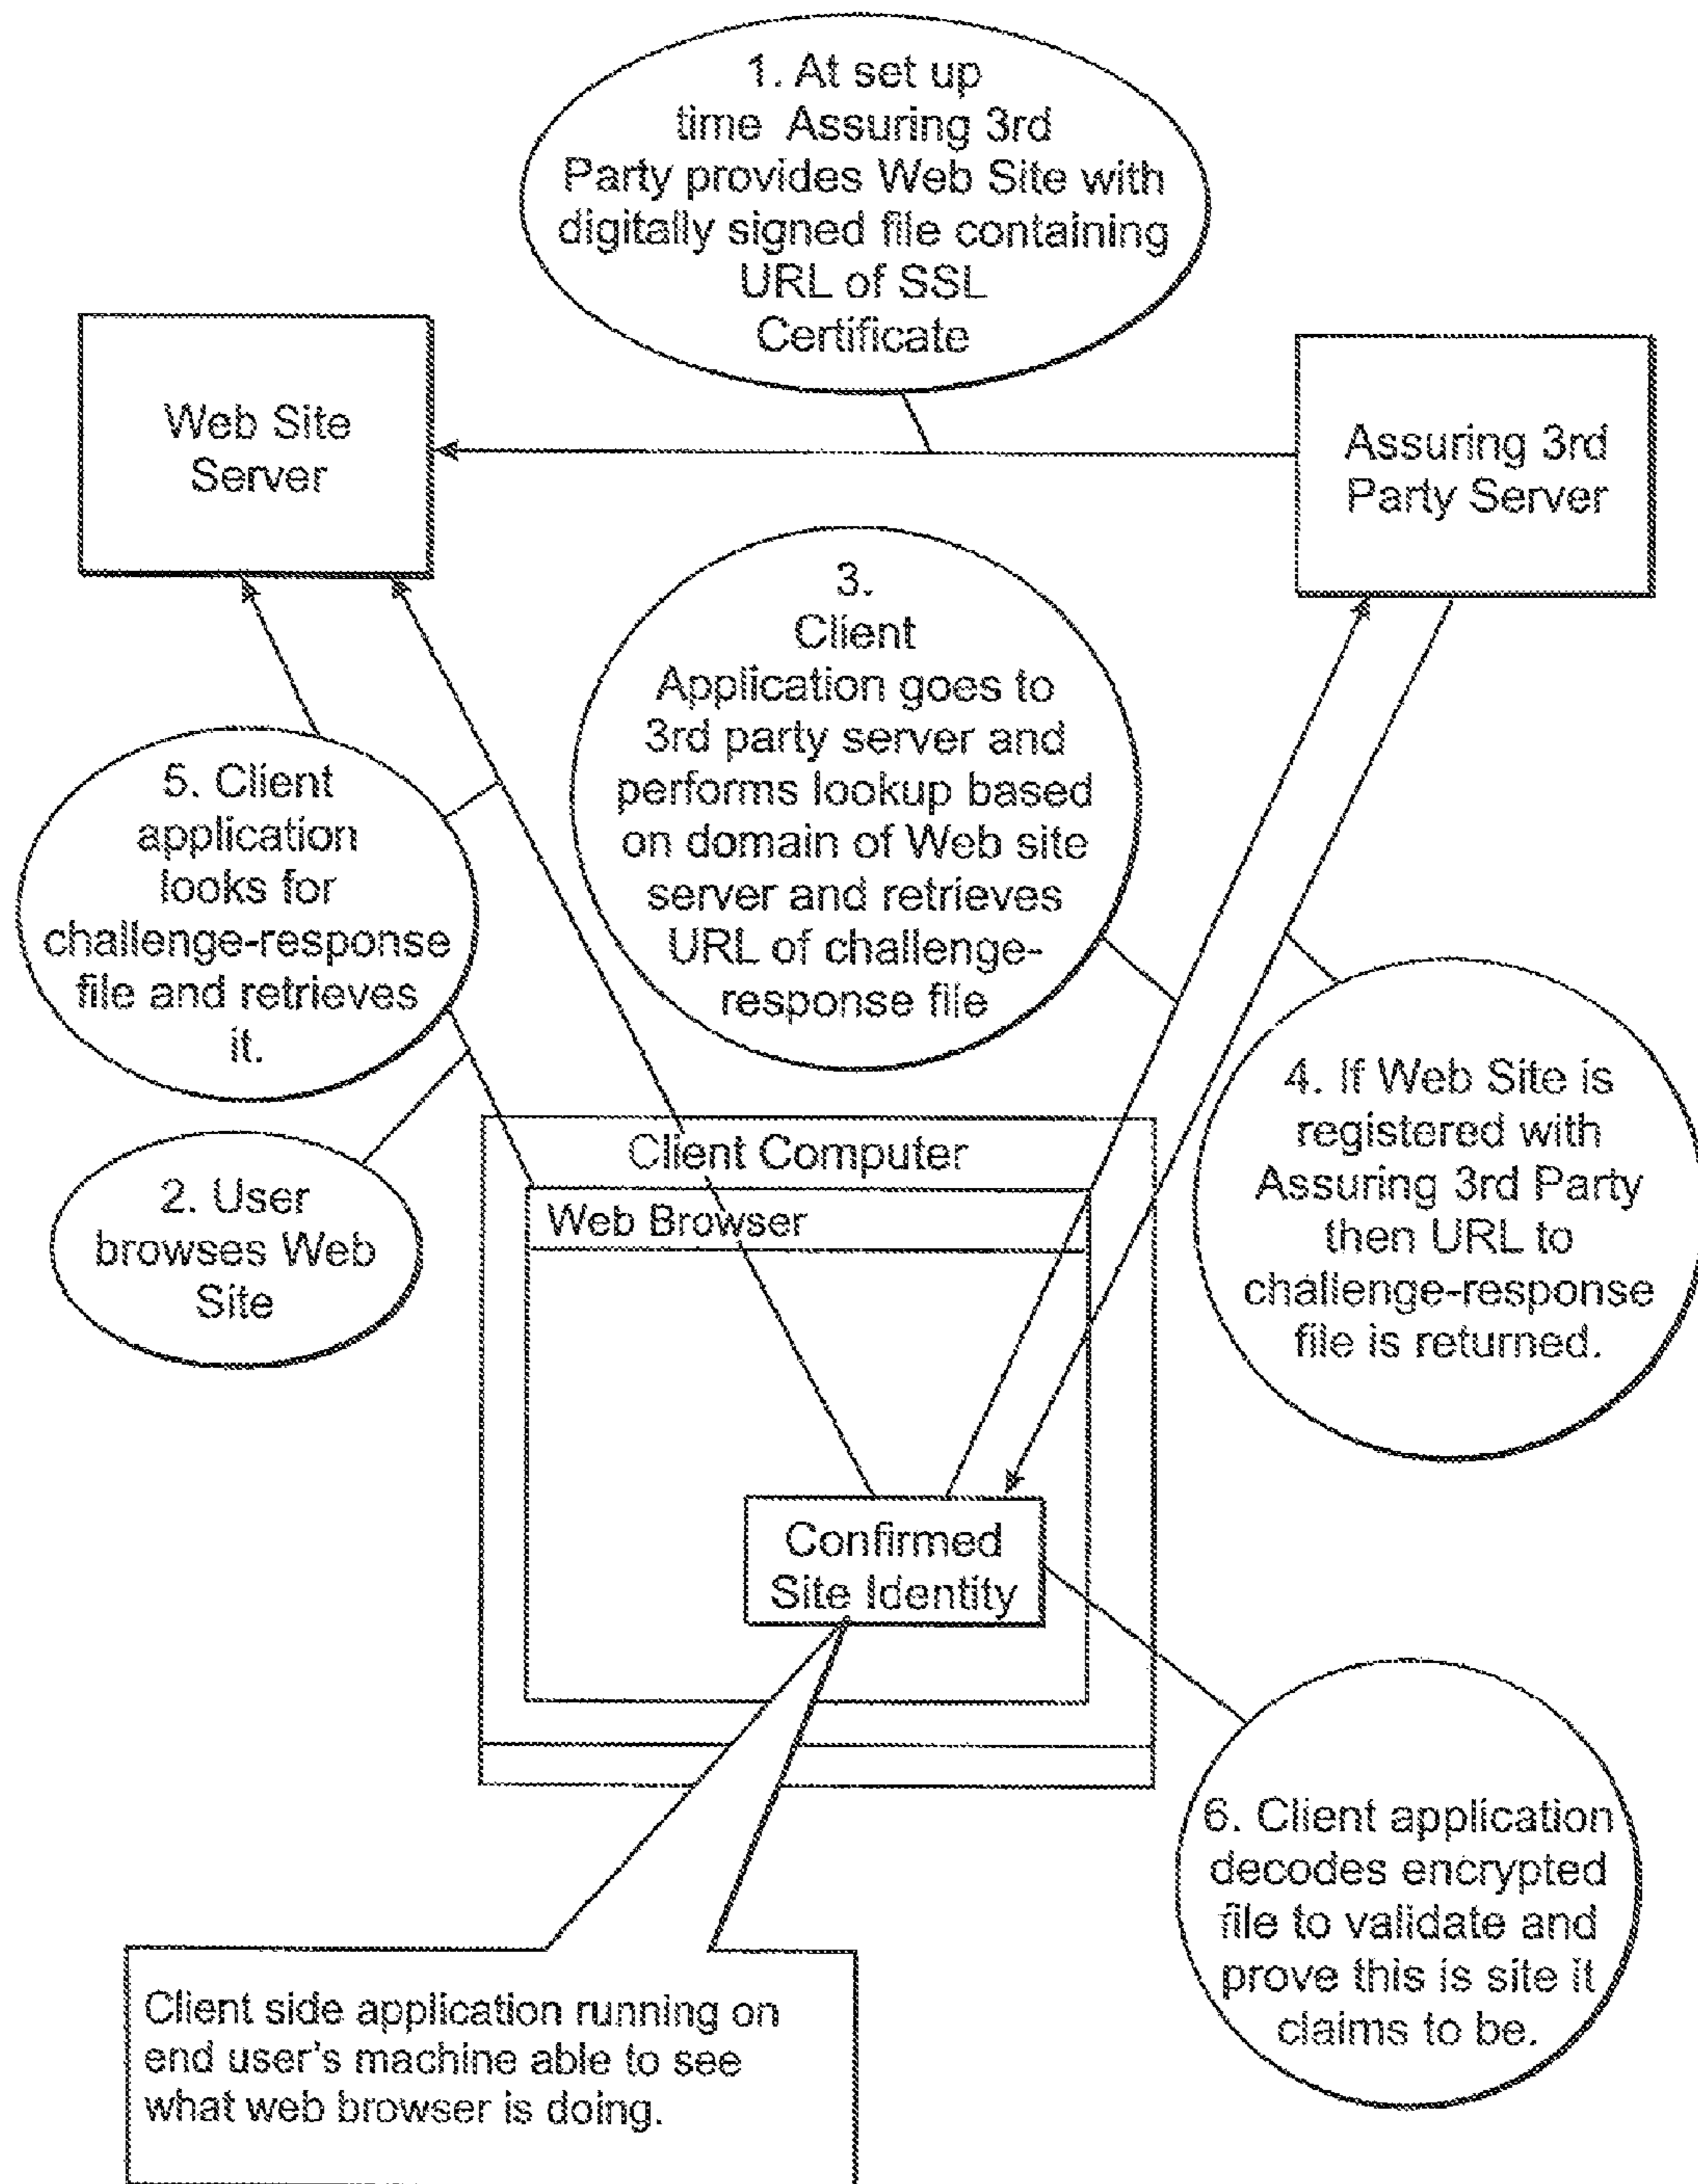 1. At set up
time Assuring 3rd
Party provides Web Site with
digitally signed file containing
URL of SSL
Certificate
Web Site
Server
Assuring 3rd
Party Server
3.
Client
Application goes to
3rd party server and
performs lookup based
on domain of Web site
server and retrieves
URL of challenge-
response file
5. Client
application
looks for
challenge-response
file and retrieves
it.
4. If Web Site is
registered with
Assuring 3rd Party
then URL to
challenge-response
file is returned.
2. User
browses Web
Site
Client Computer
Web Browser
Confirmed
Site Identity
6. Client application
decodes encrypted
file to validate and
prove this is site it
claims to be.
Client side application running on
end user's machine able to see
what web browser is doing.